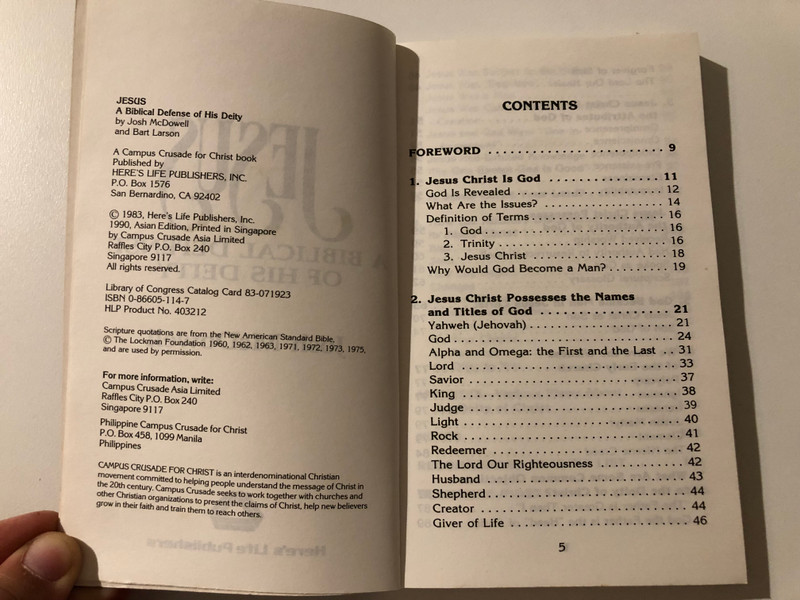 JESUS
A Biblical Defense of His Deity
by Josh McDowell
and Bart Larson
A Campus Crusade for Christ book
Published by
HERE'S LIFE PUBLISHERS, INC.
P.O. Box 1576
San Bernardino, CA 92402
© 1983, Here's Life Publishers, Inc.
1990, Asian Edition, Printed in Singapore
by Campus Crusade Asia Limited
Raffles City P.O. Box 240
Singapore 9117
All rights reserved.
Library of Congress Catalog Card 83-071923
ISBN 0-86605-114-7
HLP Product No. 403212
Scripture quotations are from the New American Standard Bible,
© The Lockman Foundation 1960, 1962, 1963, 1971, 1972, 1973, 1975,
and are used by permission.
For more information, write:
Campus Crusade Asia Limited
Raffles City P.O. Box 240
Singapore 9117
Philippine Campus Crusade for Christ
P.O. Box 458, 1099 Manila
Philippines
CAMPUS CRUSADE FOR CHRIST is an interdenominational Christian
movement committed to helping people understand the message of Christ in
the 20th century. Campus Crusade seeks to work together with churches and
other Christian organizations to present the claims of Christ, help new believers
grow in their faith and train them to reach others.
CONTENTS
FOREWORD . . . . . . . . . . . . . . . . . . . . . . . . 9
1. Jesus Christ Is God . . . . . . . . . . . . . . . 11
God Is Revealed . . . . . . . . . . . . . . . . . . . 12
What Are the Issues? . . . . . . . . . . . . . . . . 14
Definition of Terms . . . . . . . . . . . . . . . . . 16
1. God . . . . . . . . . . . . . . . . . . . . . . . 16
2. Trinity . . . . . . . . . . . . . . . . . . . . . 16
3. Jesus Christ . . . . . . . . . . . . . . . . . 18
Why Would God Become a Man? . . . . . . . . . 19
2. Jesus Christ Possesses the Names
and Titles of God . . . . . . . . . . . . . . . . . 21
Yahweh (Jehovah) . . . . . . . . . . . . . . . . . . 21
God . . . . . . . . . . . . . . . . . . . . . . . . . . 24
Alpha and Omega: the First and the Last . . 31
Lord . . . . . . . . . . . . . . . . . . . . . . . . . . 33
Savior . . . . . . . . . . . . . . . . . . . . . . . . . 37
King . . . . . . . . . . . . . . . . . . . . . . . . . . 38
Judge . . . . . . . . . . . . . . . . . . . . . . . . . 39
Light . . . . . . . . . . . . . . . . . . . . . . . . . . 40
Rock . . . . . . . . . . . . . . . . . . . . . . . . . . 41
Redeemer . . . . . . . . . . . . . . . . . . . . . . . 42
The Lord Our Righteousness . . . . . . . . . . . 42
Husband . . . . . . . . . . . . . . . . . . . . . . . . 43
Shepherd . . . . . . . . . . . . . . . . . . . . . . . 44
Creator . . . . . . . . . . . . . . . . . . . . . . . . 44
Giver of Life . . . . . . . . . . . . . . . . . . . . . 46
5